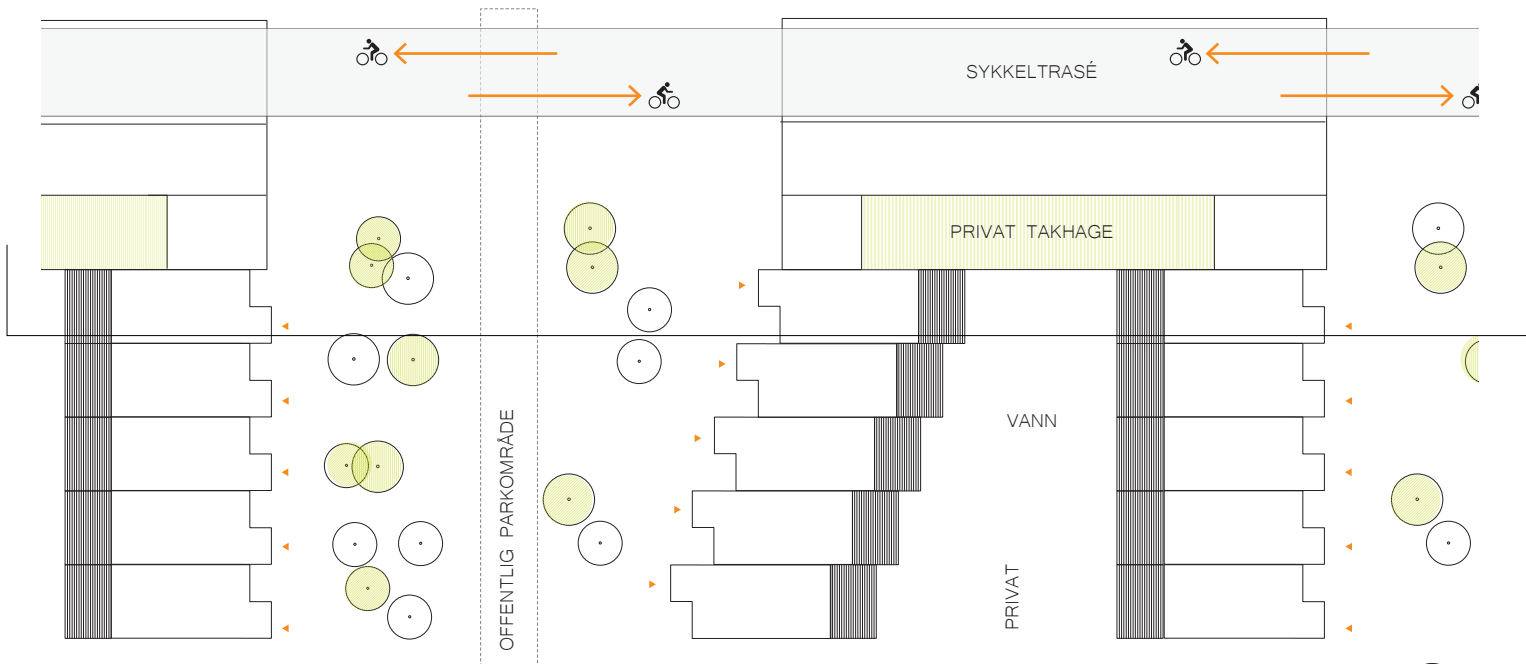 SYKKELTRASÉ
PRIVAT TAKHAGE
VANN
OFFENTLIG PARKOMRÅDE
PRIVAT